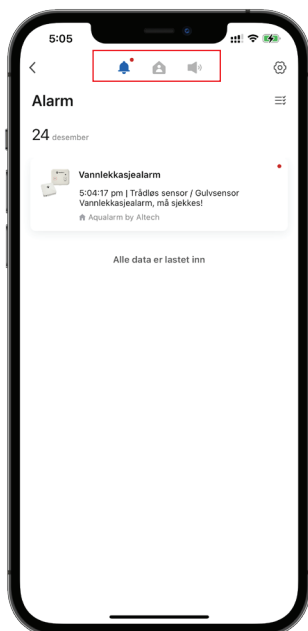 5:05
Alarm
24 desember
Vannlekkasjealarm
5:04:17 pm | Trådløs sensor / Gulvsensor
Vannlekkasjealarm, må sjekkes!
Aqualarm by Altech
Alle data er lastet inn